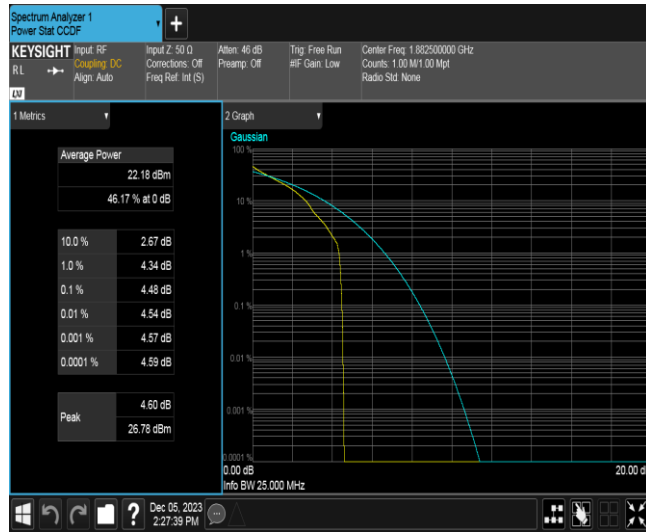 Spectrum Analyzer 1
Power Stat CCDF
+
KEYSIGHT
RL
LXI
Input: RF
Coupling: DC
Align: Auto
Input Z: 50 Ω
Corrections: Off
Freq Ref: Int (S)
Atten: 46 dB
Preamp: Off
Trig: Free Run
#IF Gain: Low
Center Freq: 1.882500000 GHz
Counts: 1.00 M/1.00 Mpt
Radio Std: None
1 Metrics
Average Power
22.18 dBm
46.17 % at 0 dB
10.0 % 2.67 dB
1.0 % 4.34 dB
0.1 % 4.48 dB
0.01 % 4.54 dB
0.001 % 4.57 dB
0.0001 % 4.59 dB
Peak
4.60 dB
26.78 dBm
2 Graph
Gaussian
100 %
10 %
1 %
0.1 %
0.01 %
0.001 %
0.0001 %
0.00 dB
20.00 d
Info BW 25.000 MHz
?
Dec 05, 2023
2:27:39 PM